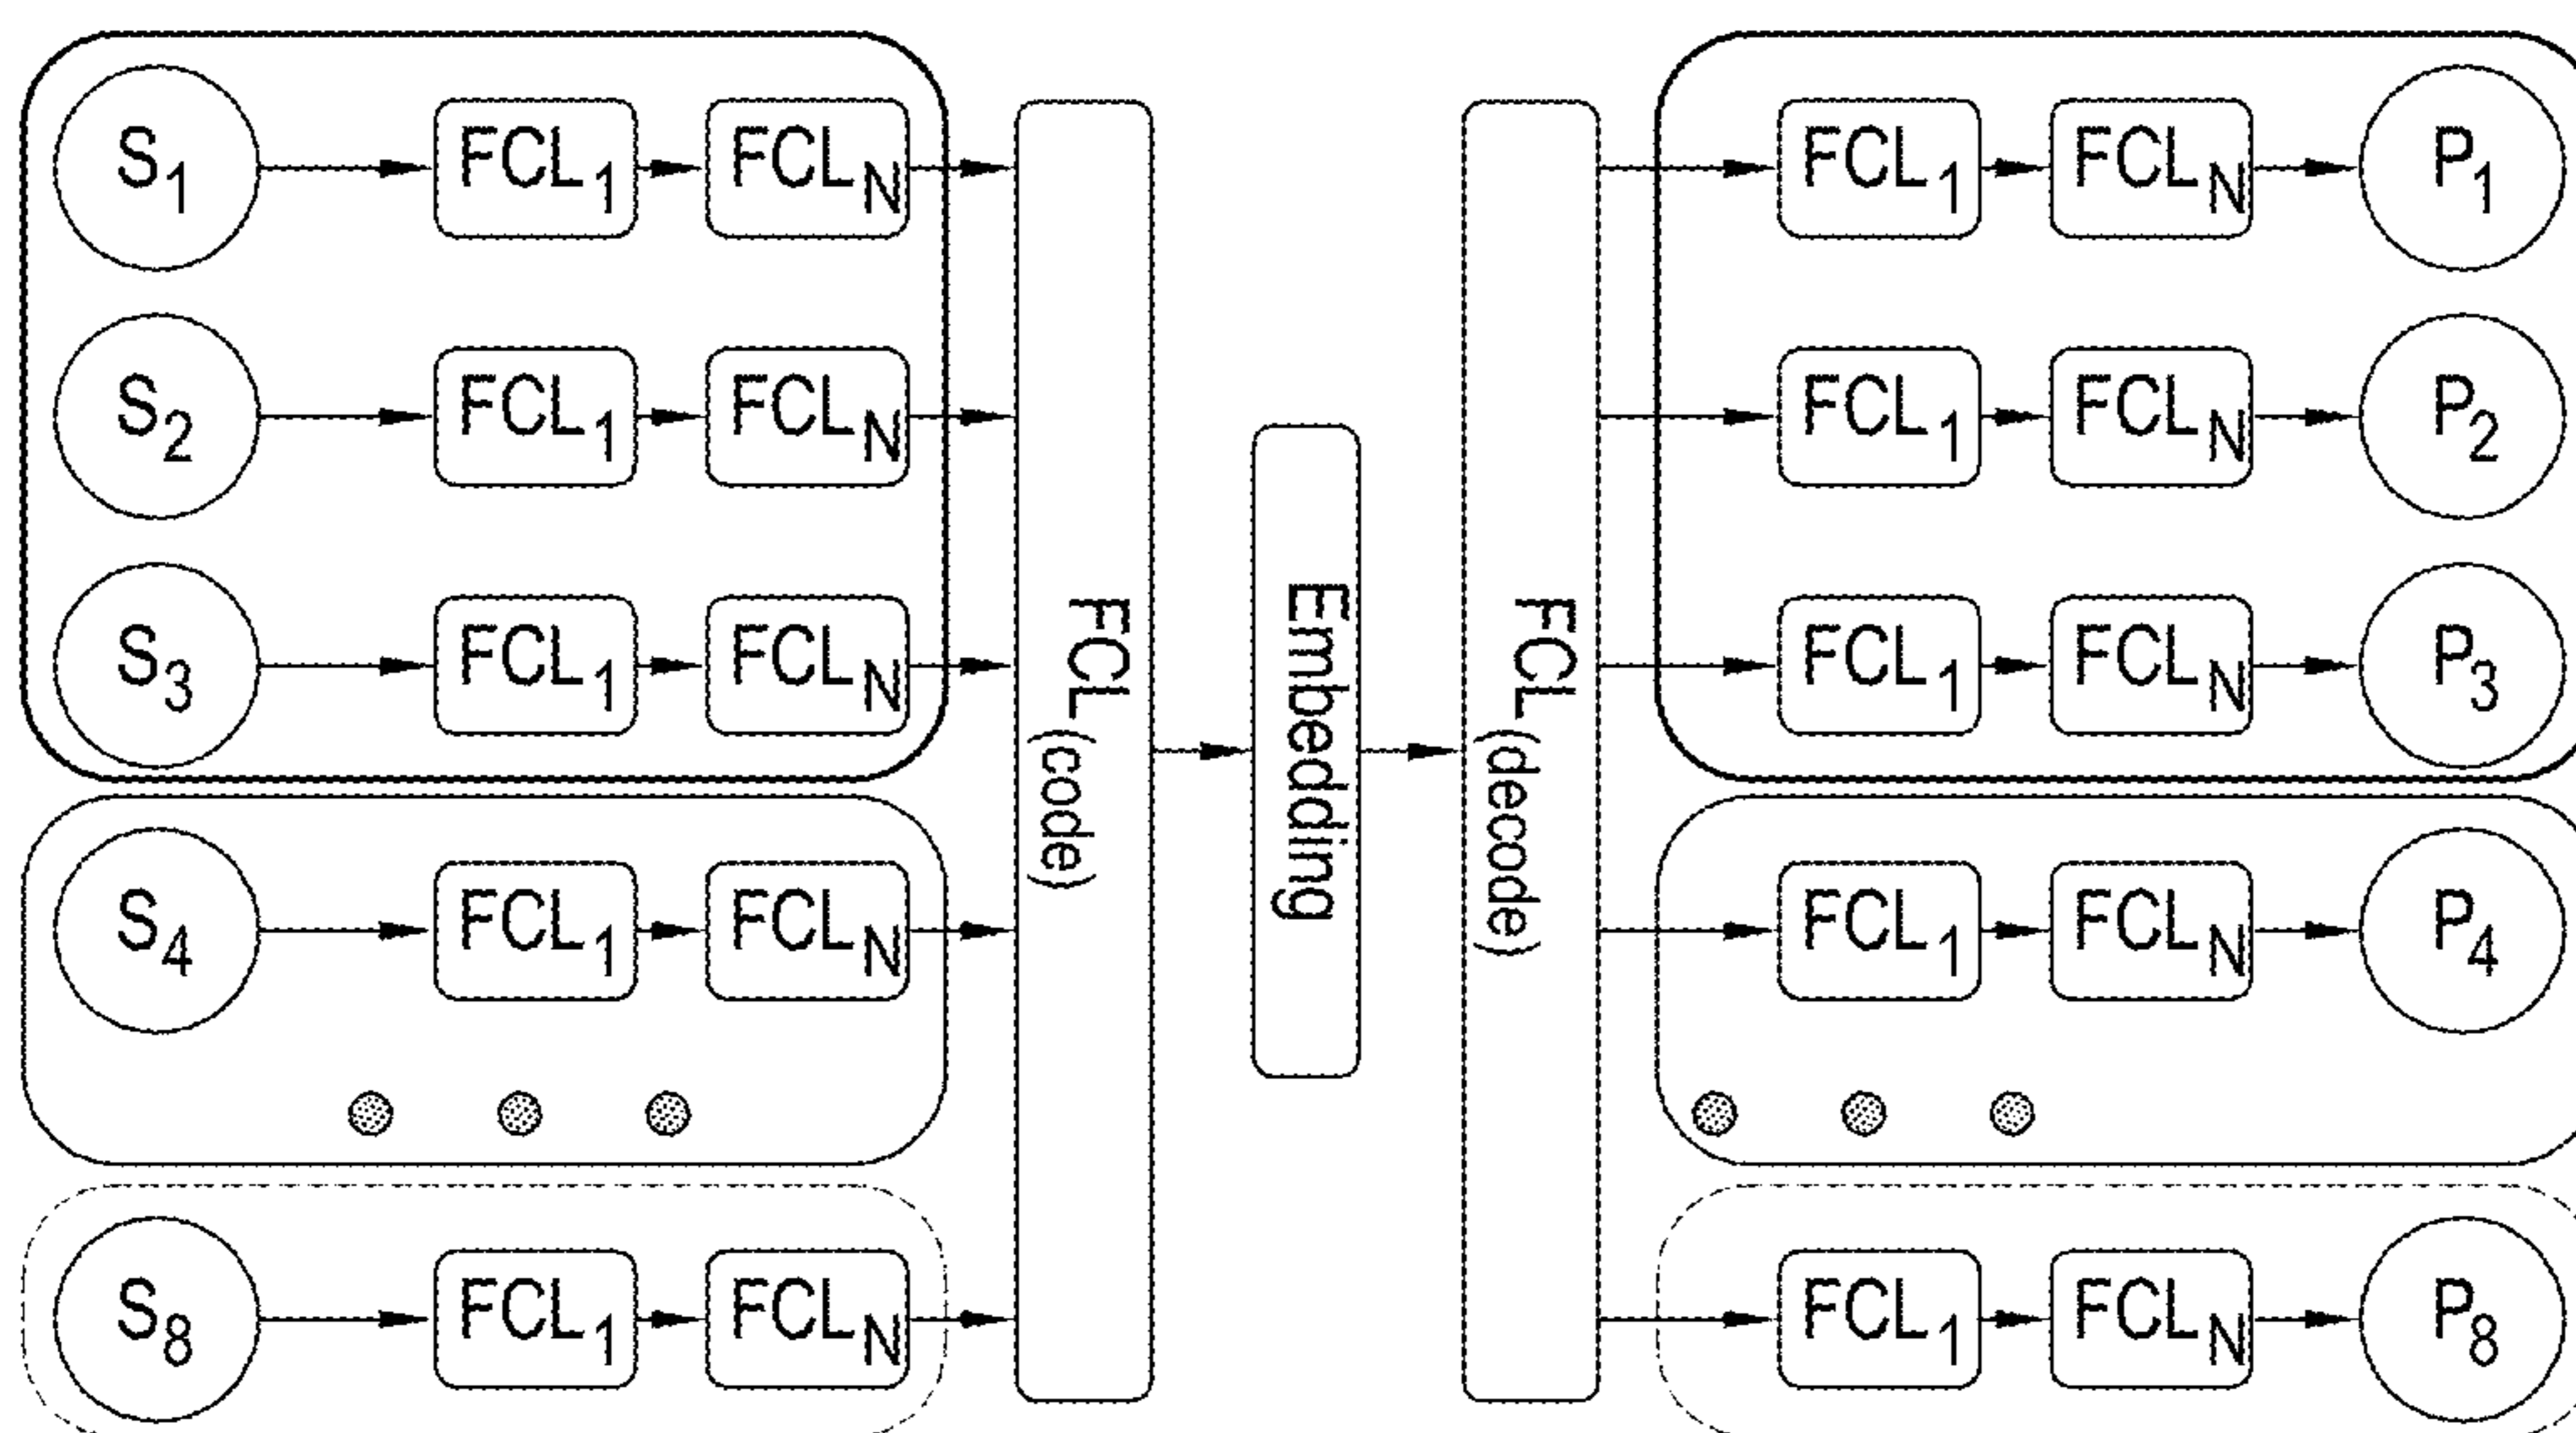 S1 FCL1 FCLN FCL1 FCLN P1
S2 FCL1 FCLN FCL1 FCLN P2
S3 FCL1 FCLN FCL1 FCLN P3
FCL(code) Embedding FCL(decode)
S4 FCL1 FCLN FCL1 FCLN P4
S8 FCL1 FCLN FCL1 FCLN P8